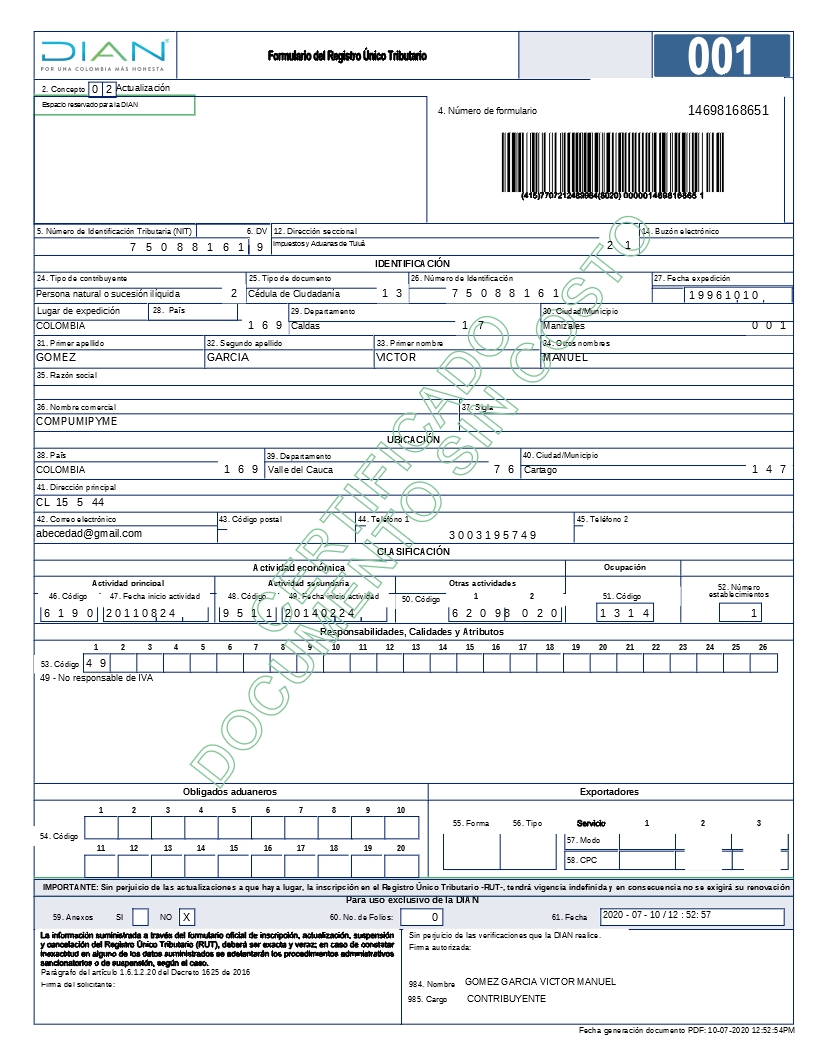 DIAN
POR UNA COLOMBIA MÁS HONESTA
Formulario del Registro Único Tributario
001
2. Concepto 0 2 Actualización
Espacio reservado para la DIAN
4. Número de formulario 14698168651
5. Número de Identificación Tributaria (NIT) 6. DV 12. Dirección seccional 14. Buzón electrónico
7 5 0 8 8 1 6 1 9 Impuestos y Aduanas de Tuluá 2 1
IDENTIFICACIÓN
24. Tipo de contribuyente 25. Tipo de documento 26. Número de Identificación 27. Fecha expedición
Persona natural o sucesión ilíquida 2 Cédula de Ciudadanía 1 3 7 5 0 8 8 1 6 1 1 9 9 6 1 0 1 0
Lugar de expedición 28. País 29. Departamento 30. Ciudad/Municipio
COLOMBIA 1 6 9 Caldas 1 7 Manizales 0 0 1
31. Primer apellido 32. Segundo apellido 33. Primer nombre 34. Otros nombres
GOMEZ GARCIA VICTOR MANUEL
35. Razón social
36. Nombre comercial 37. Sigla
COMPUMIPYME
UBICACIÓN
38. País 39. Departamento 40. Ciudad/Municipio
COLOMBIA 1 6 9 Valle del Cauca 7 6 Cartago 1 4 7
41. Dirección principal
CL 15 5 44
42. Correo electrónico 43. Código postal 44. Teléfono 1 45. Teléfono 2
abecedad@gmail.com 3 0 0 3 1 9 5 7 4 9
CLASIFICACIÓN
Actividad económica Ocupación
Actividad principal Actividad secundaria Otras actividades 52. Número establecimientos
46. Código 47. Fecha inicio actividad 48. Código 49. Fecha inicio actividad 50. Código 1 2 51. Código
6 1 9 0 2 0 1 1 0 8 2 4 9 5 1 1 2 0 1 4 0 2 2 4 6 2 0 9 8 0 2 0 1 3 1 4 1
Responsabilidades, Calidades y Atributos
1 2 3 4 5 6 7 8 9 10 11 12 13 14 15 16 17 18 19 20 21 22 23 24 25 26
53. Código 4 9
49 - No responsable de IVA
CERTIFICADO
DOCUMENTO SIN COSTO
Obligados aduaneros Exportadores
1 2 3 4 5 6 7 8 9 10
54. Código
11 12 13 14 15 16 17 18 19 20
55. Forma 56. Tipo Servicio 1 2 3
57. Modo
58. CPC
IMPORTANTE: Sin perjuicio de las actualizaciones a que haya lugar, la inscripción en el Registro Único Tributario -RUT-, tendrá vigencia indefinida y en consecuencia no se exigirá su renovación
Para uso exclusivo de la DIAN
59. Anexos SI NO X 60. No. de Folios: 0 61. Fecha 2020 - 07 - 10 / 12 : 52: 57
La información suministrada a través del formulario oficial de inscripción, actualización, suspensión
y cancelación del Registro Único Tributario (RUT), deberá ser exacta y veraz; en caso de constatar
inexactitud en alguno de los datos suministrados se adelantarán los procedimientos administrativos
sancionatorios o de suspensión, según el caso.
Parágrafo del artículo 1.6.1.2.20 del Decreto 1625 de 2016
Firma del solicitante:
Sin perjuicio de las verificaciones que la DIAN realice.
Firma autorizada:
984. Nombre GOMEZ GARCIA VICTOR MANUEL
985. Cargo CONTRIBUYENTE
Fecha generación documento PDF: 10-07-2020 12:52:54PM